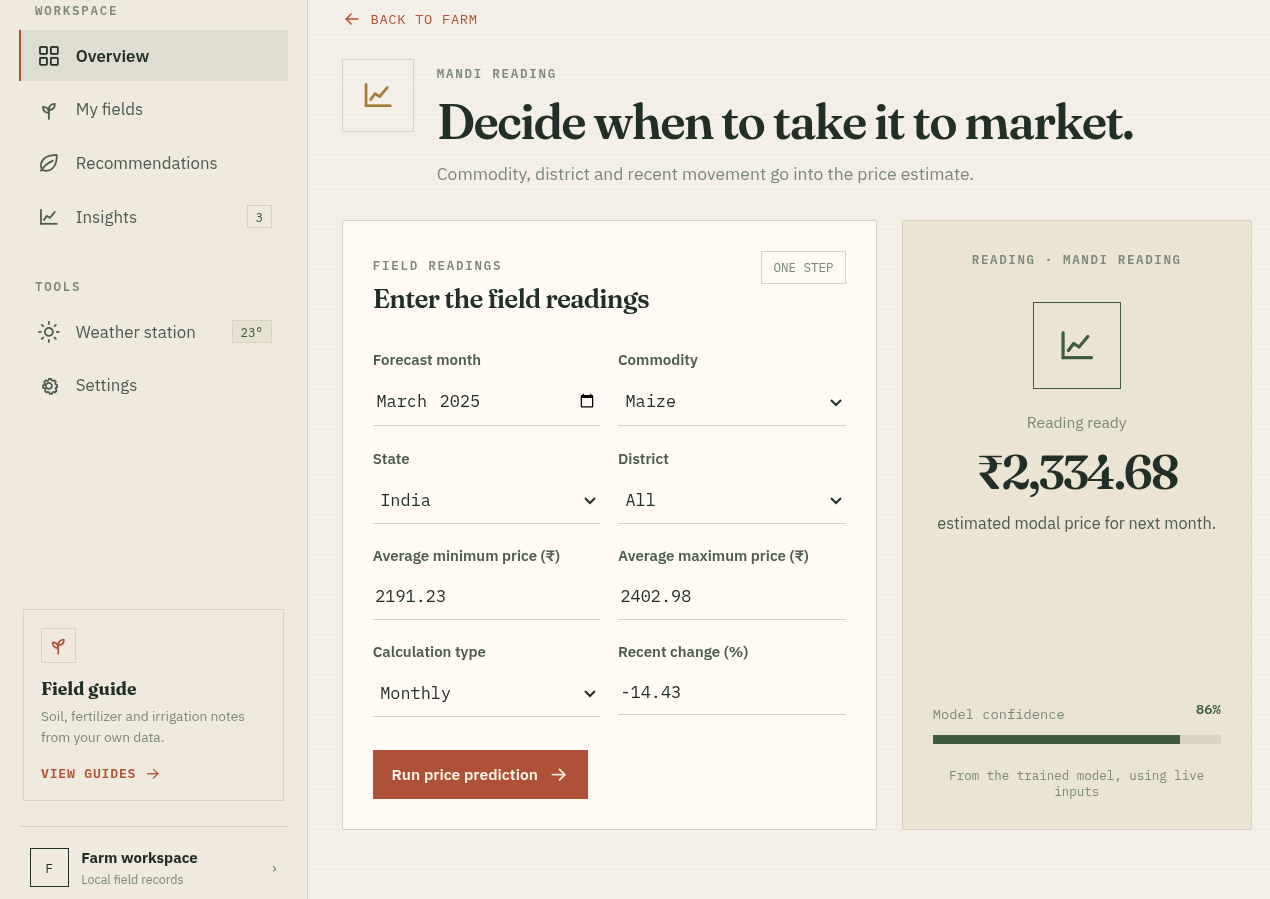 WORKSPACE
Overview
My fields
Recommendations
Insights 3
TOOLS
Weather station 23°
Settings
Field guide
Soil, fertilizer and irrigation notes
from your own data.
VIEW GUIDES →
F
Farm workspace
Local field records
›
← BACK TO FARM
MANDI READING
Decide when to take it to market.
Commodity, district and recent movement go into the price estimate.
FIELD READINGS
ONE STEP
Enter the field readings
Forecast month
Commodity
March 2025
Maize
State
District
India
All
Average minimum price (₹)
Average maximum price (₹)
2191.23
2402.98
Calculation type
Recent change (%)
Monthly
-14.43
Run price prediction →
READING · MANDI READING
Reading ready
₹2,334.68
estimated modal price for next month.
Model confidence
86%
From the trained model, using live
inputs